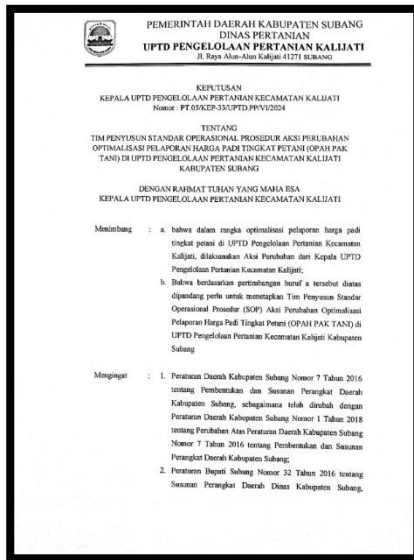 PEMERINTAH DAERAH KABUPATEN SUBANG
DINAS PERTANIAN
UPTD PENGELOLAAN PERTANIAN KALIJATI
Jl. Raya Alun-Alun Kalijati 41271 SUBANG
KEPUTUSAN
KEPALA UPTD PENGELOLAAN PERTANIAN KECAMATAN KALIJATI
Nomor : PT.05/KEP-33/UPTD.PP/VI/2024
TENTANG
TIM PENYUSUN STANDAR OPERASIONAL PROSEDUR AKSI PERUBAHAN
OPTIMALISASI PELAPORAN HARGA PADI TINGKAT PETANI (OPAH PAK
TANI) DI UPTD PENGELOLAAN PERTANIAN KECAMATAN KALIJATI
KABUPATEN SUBANG
DENGAN RAHMAT TUHAN YANG MAHA ESA
KEPALA UPTD PENGELOLAAN PERTANIAN KECAMATAN KALIJATI
Menimbang : a. bahwa dalam rangka optimalisasi pelaporan harga padi
tingkat petani di UPTD Pengelolaan Pertanian Kecamatan
Kalijati, dilaksanakan Aksi Perubahan dari Kepala UPTD
Pengelolaan Pertanian Kecamatan Kalijati;
b. Bahwa berdasarkan pertimbangan huruf a tersebut diatas
dipandang perlu untuk menetapkan Tim Penyusun Standar
Operasional Prosedur (SOP) Aksi Perubahan Optimalisasi
Pelaporan Harga Padi Tingkat Petani (OPAH PAK TANI) di
UPTD Pengelolaan Pertanian Kecamatan Kalijati Kabupaten
Subang
Mengingat : 1. Peraturan Daerah Kabupaten Subang Nomor 7 Tahun 2016
tentang Pembentukan dan Susunan Perangkat Daerah
Kabupaten Subang, sebagaimana telah dirubah dengan
Peraturan Daerah Kabupaten Subang Nomor 1 Tahun 2018
tentang Perubahan Atas Peraturan Daerah Kabupaten Subang
Nomor 7 Tahun 2016 tentang Pembentukan dan Susunan
Perangkat Daerah Kabupaten Subang;
2. Peraturan Bupati Subang Nomor 32 Tahun 2016 tentang
Susunan Perangkat Daerah Dinas Kabupaten Subang,